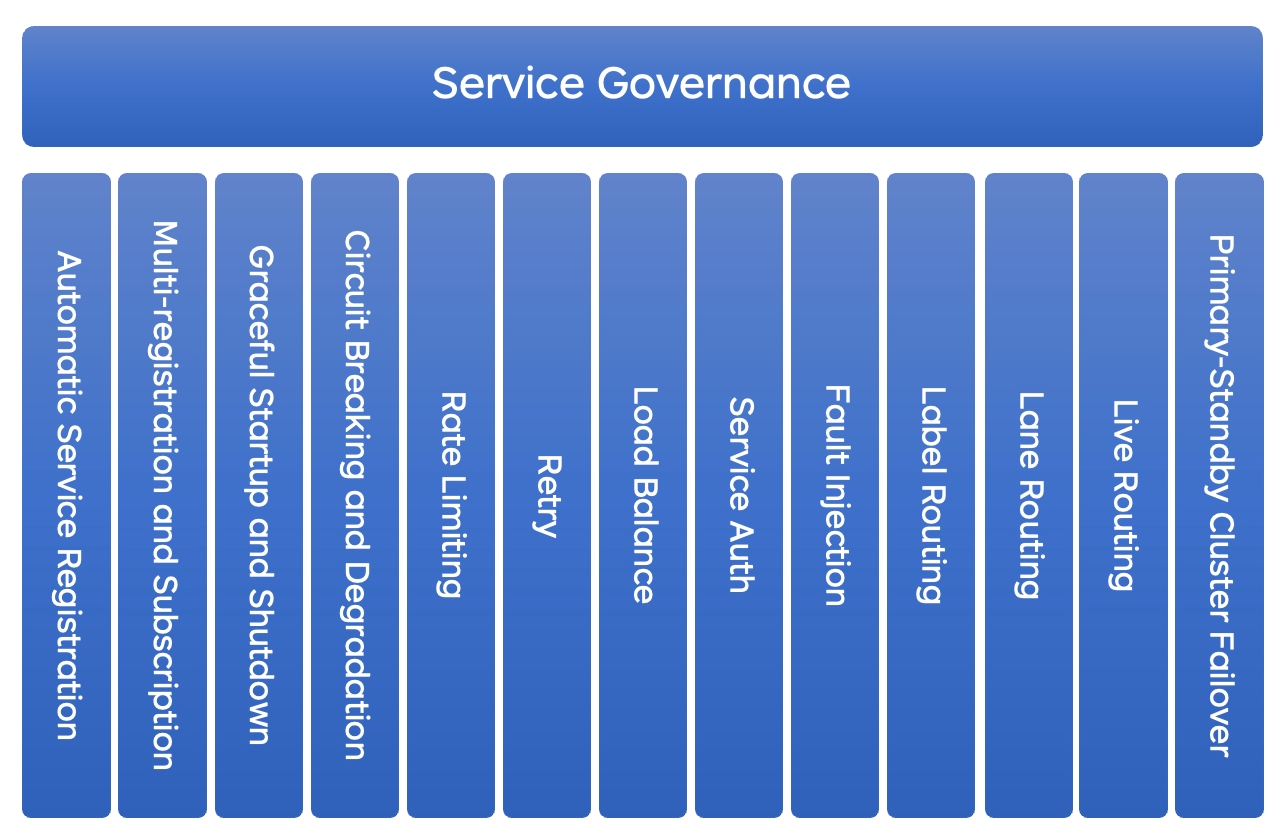 Service Governance
Automatic Service Registration
Multi-registration and Subscription
Graceful Startup and Shutdown
Circuit Breaking and Degradation
Rate Limiting
Retry
Load Balance
Service Auth
Fault Injection
Label Routing
Lane Routing
Live Routing
Primary-Standby Cluster Failover